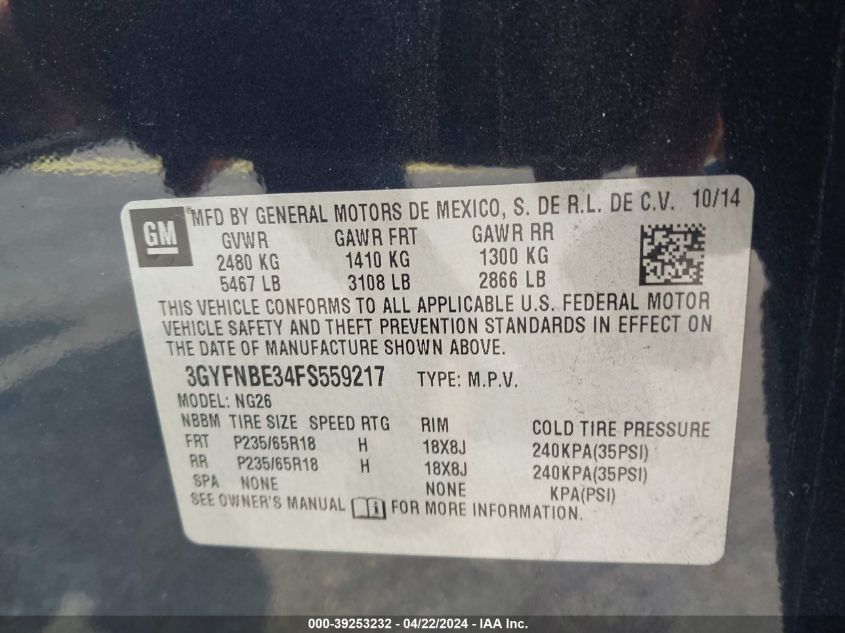 GM MFD BY GENERAL MOTORS DE MEXICO, S. DE R.L. DE C.V. 10/14
GVWR GAWR FRT GAWR RR
2480 KG 1410 KG 1300 KG
5467 LB 3108 LB 2866 LB
THIS VEHICLE CONFORMS TO ALL APPLICABLE U.S. FEDERAL MOTOR
VEHICLE SAFETY AND THEFT PREVENTION STANDARDS IN EFFECT ON
THE DATE OF MANUFACTURE SHOWN ABOVE.
3GYFNBE34FS559217 TYPE: M.P.V.
MODEL: NG26
NBBM TIRE SIZE SPEED RTG RIM COLD TIRE PRESSURE
FRT P235/65R18 H 18X8J 240KPA(35PSI)
RR P235/65R18 H 18X8J 240KPA(35PSI)
SPA NONE NONE KPA(PSI)
SEE OWNER'S MANUAL FOR MORE INFORMATION.
000-39253232 - 04/22/2024 - IAA Inc.